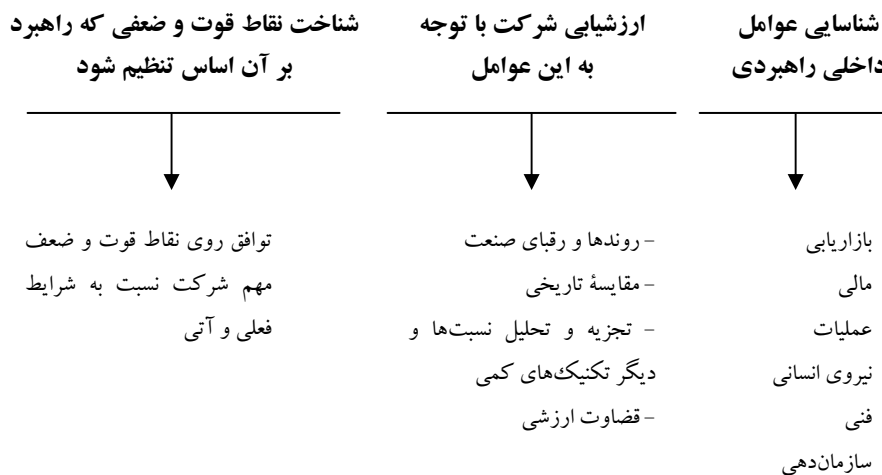 شناسایی عوامل
داخلی راهبردی
بازاریابی
مالی
عملیات
نیروی انسانی
فنی
سازمان‌دهی
ارزشیابی شرکت با توجه
به این عوامل
– روندها و رقبای صنعت
– مقایسهٔ تاریخی
– تجزیه و تحلیل نسبت‌ها و
دیگر تکنیک‌های کمی
– قضاوت ارزشی
شناخت نقاط قوت و ضعفی که راهبرد
بر آن اساس تنظیم شود
توافق روی نقاط قوت و ضعف
مهم شرکت نسبت به شرایط
فعلی و آتی